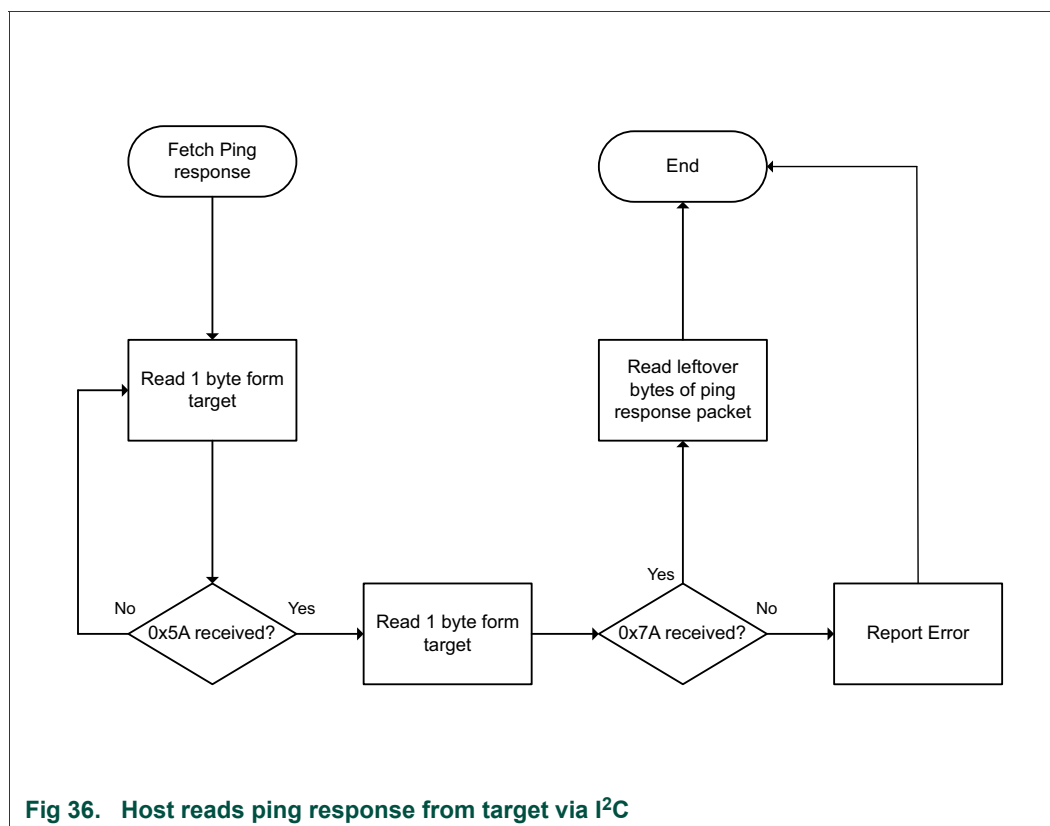 Fetch Ping
response
End
Read 1 byte form
target
Read leftover
bytes of ping
response packet
No
0x5A received?
Yes
Read 1 byte form
target
Yes
0x7A received?
No
Report Error
Fig 36. Host reads ping response from target via I²C